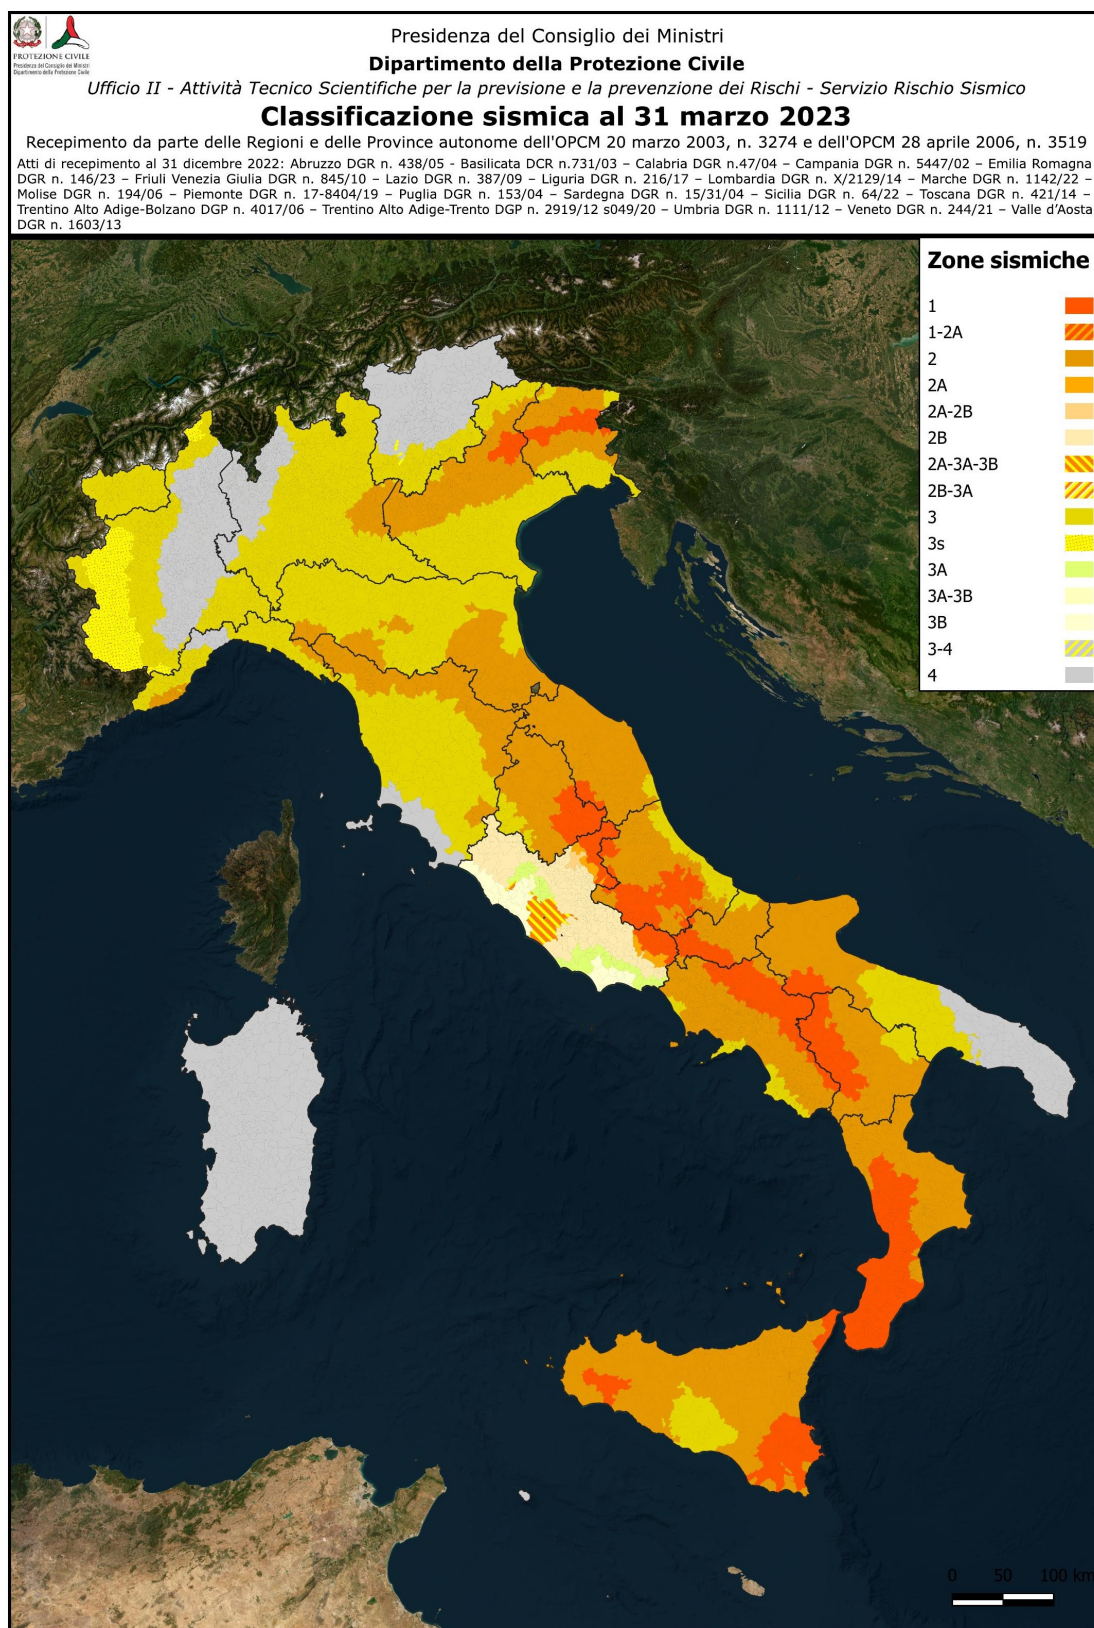 PROTEZIONE CIVILE
Presidenza del Consiglio dei Ministri
Dipartimento della Protezione Civile
Presidenza del Consiglio dei Ministri
Dipartimento della Protezione Civile
Ufficio II - Attività Tecnico Scientifiche per la previsione e la prevenzione dei Rischi - Servizio Rischio Sismico
Classificazione sismica al 31 marzo 2023
Recepimento da parte delle Regioni e delle Province autonome dell'OPCM 20 marzo 2003, n. 3274 e dell'OPCM 28 aprile 2006, n. 3519
Atti di recepimento al 31 dicembre 2022: Abruzzo DGR n. 438/05 - Basilicata DCR n.731/03 – Calabria DGR n.47/04 – Campania DGR n. 5447/02 – Emilia Romagna
DGR n. 146/23 – Friuli Venezia Giulia DGR n. 845/10 – Lazio DGR n. 387/09 – Liguria DGR n. 216/17 – Lombardia DGR n. X/2129/14 – Marche DGR n. 1142/22 –
Molise DGR n. 194/06 – Piemonte DGR n. 17-8404/19 – Puglia DGR n. 153/04 – Sardegna DGR n. 15/31/04 – Sicilia DGR n. 64/22 – Toscana DGR n. 421/14 –
Trentino Alto Adige-Bolzano DGP n. 4017/06 – Trentino Alto Adige-Trento DGP n. 2919/12 s049/20 – Umbria DGR n. 1111/12 – Veneto DGR n. 244/21 – Valle d'Aosta
DGR n. 1603/13
Zone sismiche
1
1-2A
2
2A
2A-2B
2B
2A-3A-3B
2B-3A
3
3s
3A
3A-3B
3B
3-4
4
0 50 100 km